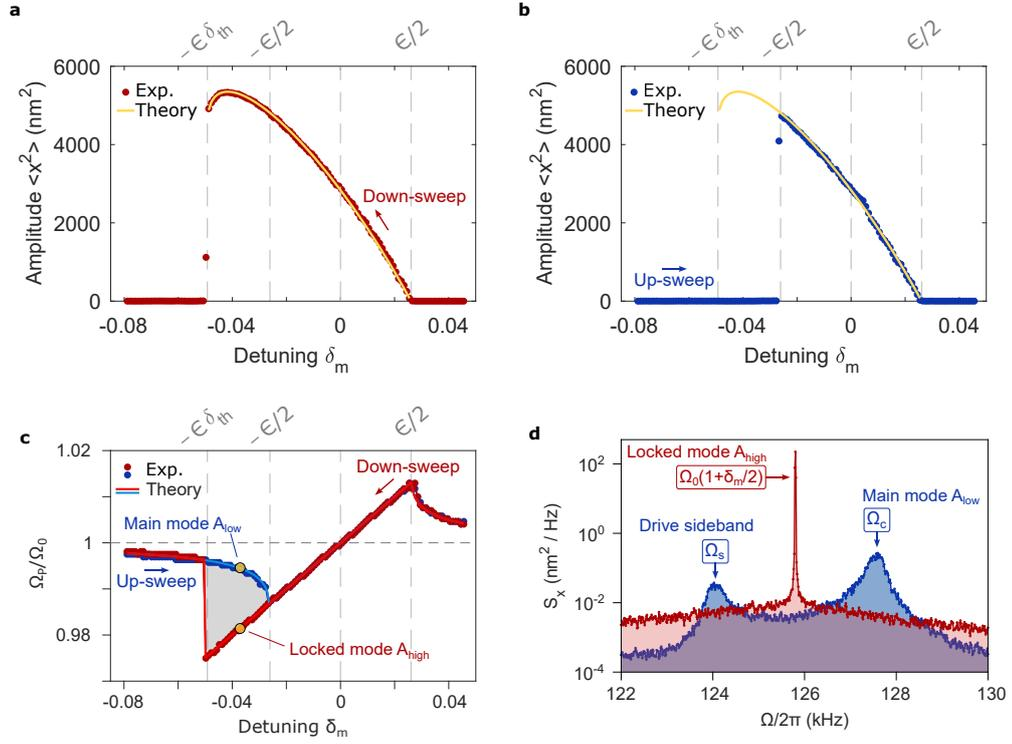 a
-ϵδth
-ϵ/2
ϵ/2
6000
4000
2000
0
Amplitude <x²> (nm²)
Exp.
Theory
Down-sweep
-0.08
-0.04
0
0.04
Detuning δm
b
-ϵδth
-ϵ/2
ϵ/2
6000
4000
2000
0
Amplitude <x²> (nm²)
Exp.
Theory
Up-sweep
-0.08
-0.04
0
0.04
Detuning δm
c
-ϵδth
-ϵ/2
ϵ/2
1.02
1
0.98
Ωp/Ω0
Exp.
Theory
Down-sweep
Main mode Alow
Up-sweep
Locked mode Ahigh
-0.08
-0.04
0
0.04
Detuning δm
d
10²
10⁰
10⁻²
10⁻⁴
Sx (nm² / Hz)
Locked mode Ahigh
Ω0(1+δm/2)
Main mode Alow
Ωc
Drive sideband
Ωs
122
124
126
128
130
Ω/2π (kHz)